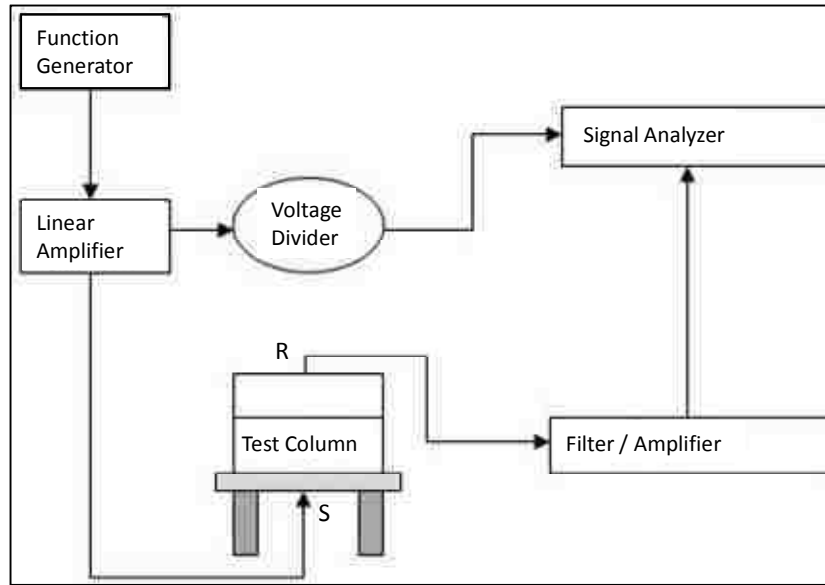 Function
Generator
Signal Analyzer
Linear
Amplifier
Voltage
Divider
R
Test Column
Filter / Amplifier
S